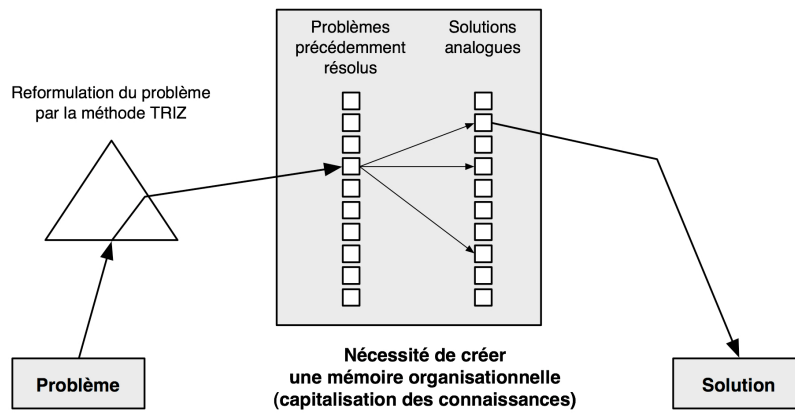 Problèmes
précédemment
résolus
Solutions
analogues
Reformulation du problème
par la méthode TRIZ
Nécessité de créer
une mémoire organisationnelle
(capitalisation des connaissances)
Problème
Solution